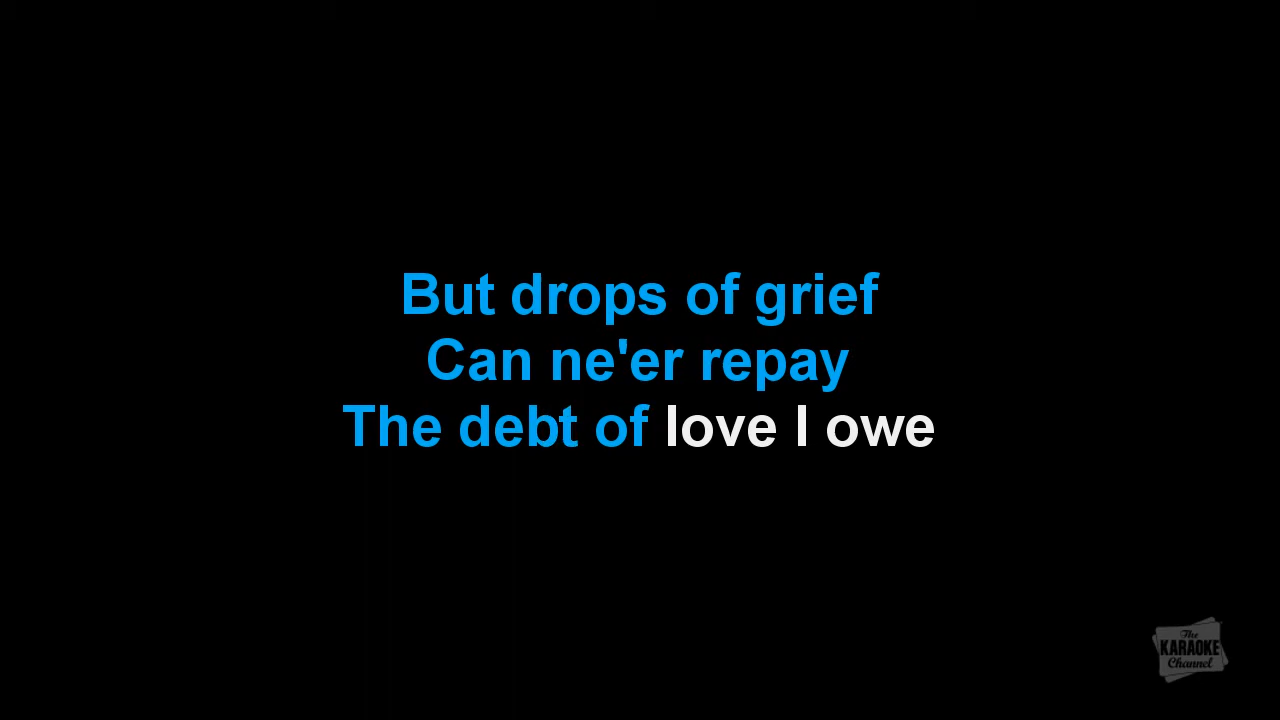 But drops of grief
Can ne'er repay
The debt of love I owe
The
KARAOKE
Channel